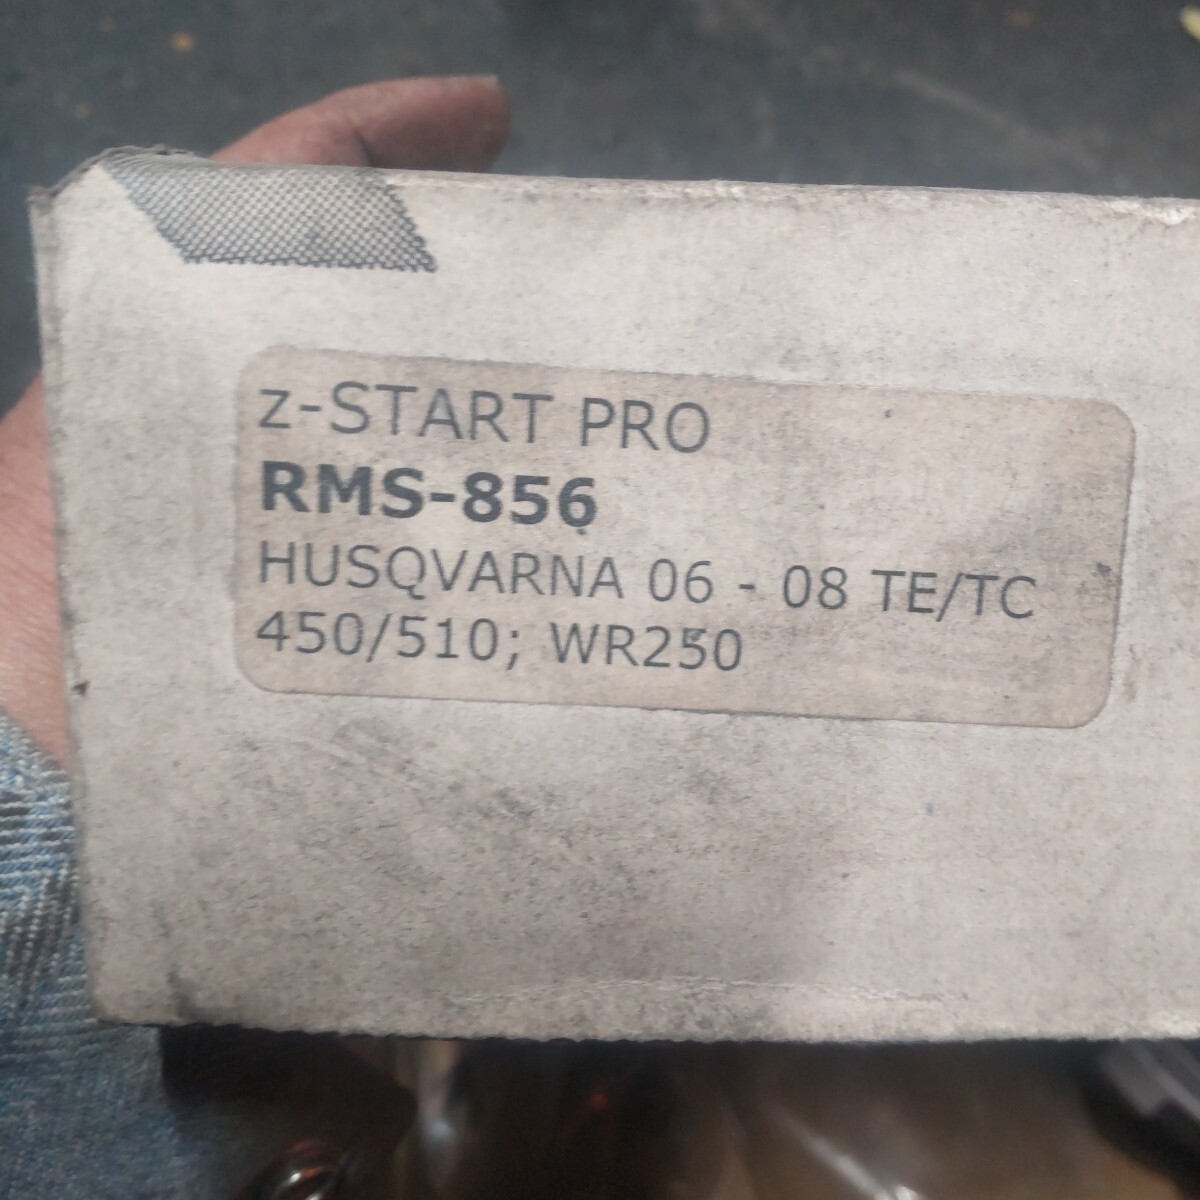 z-START PRO
RMS-856
HUSQVARNA 06 - 08 TE/TC
450/510; WR250